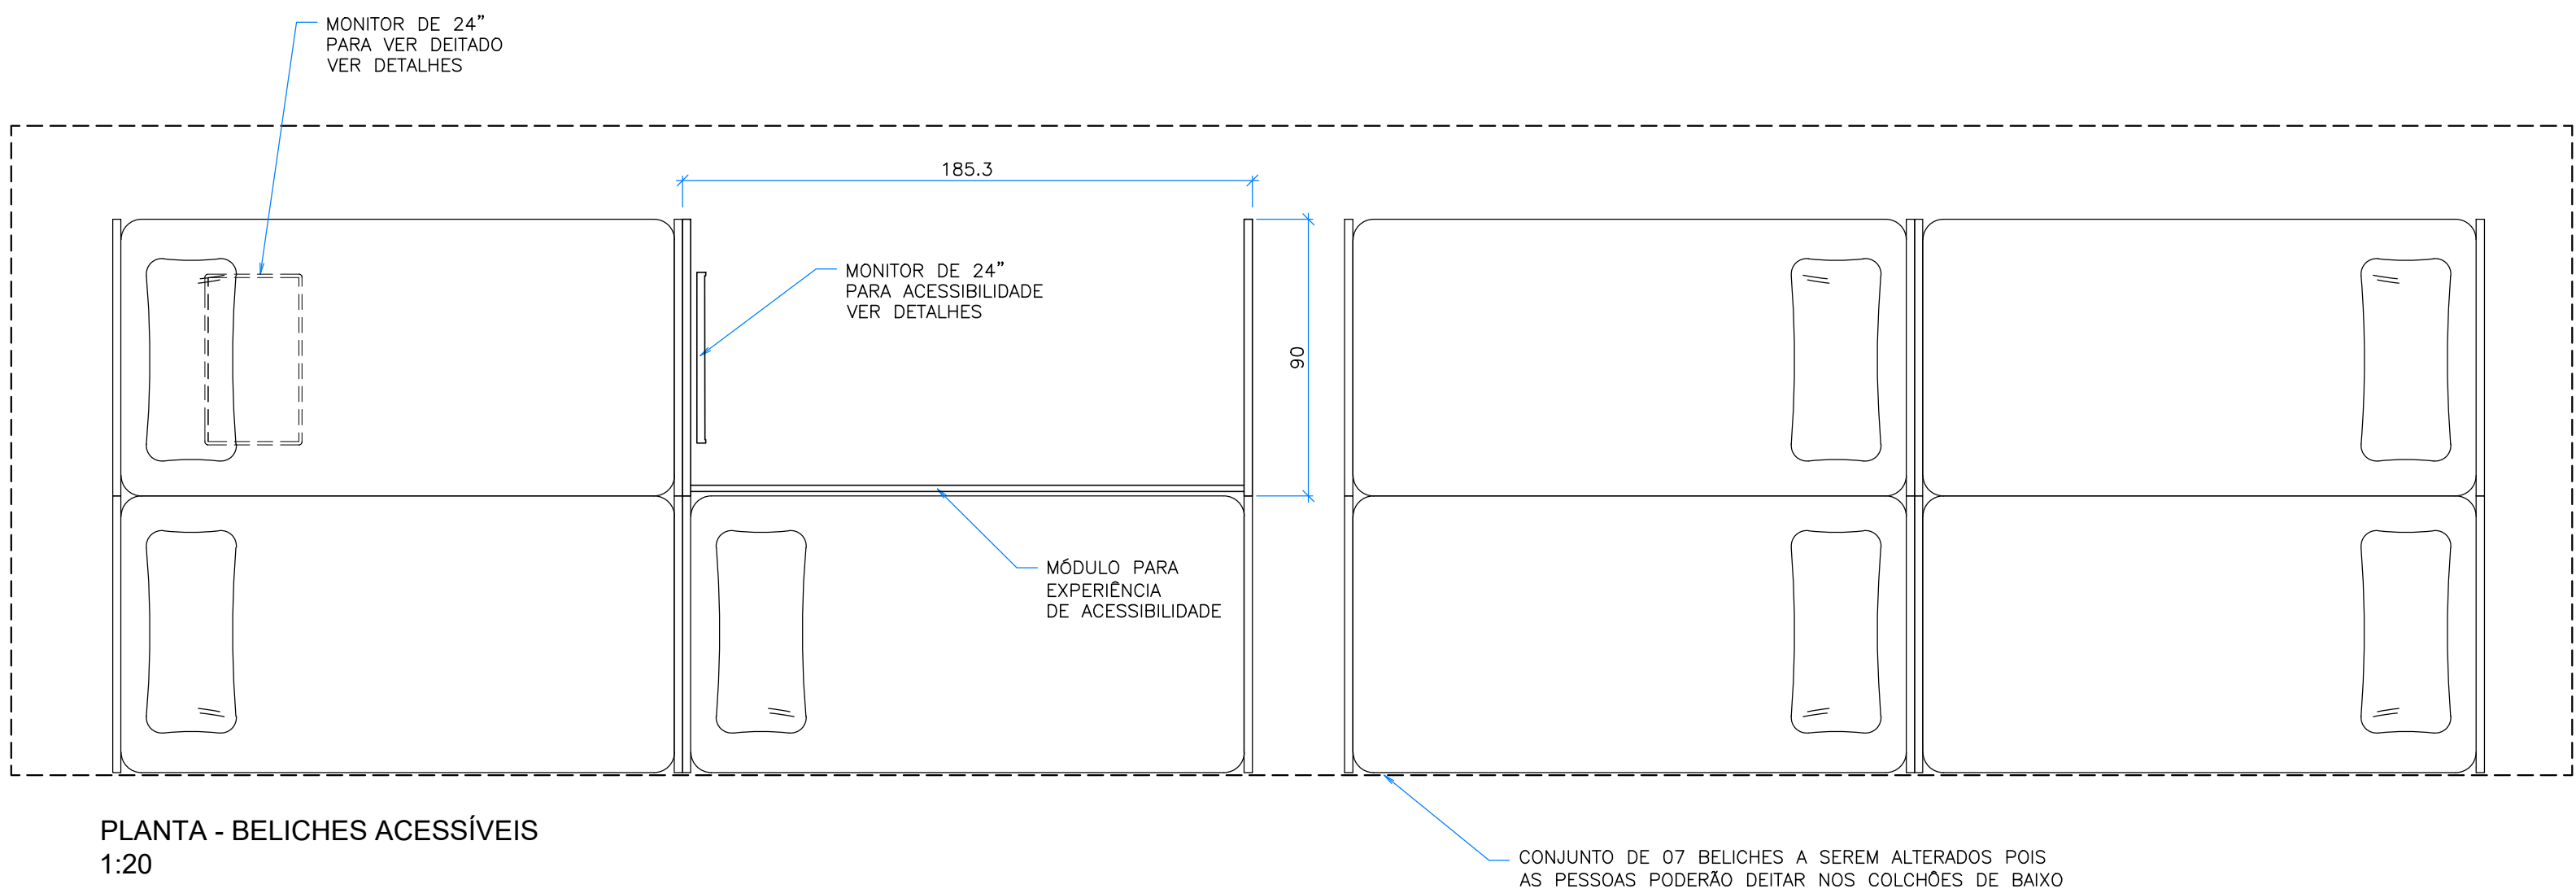 MONITOR DE 24”
PARA VER DEITADO
VER DETALHES
185.3
MONITOR DE 24”
PARA ACESSIBILIDADE
VER DETALHES
90
MÓDULO PARA
EXPERIÊNCIA
DE ACESSIBILIDADE
PLANTA - BELICHES ACESSÍVEIS
1:20
CONJUNTO DE 07 BELICHES A SEREM ALTERADOS POIS
AS PESSOAS PODERÃO DEITAR NOS COLCHÕES DE BAIXO